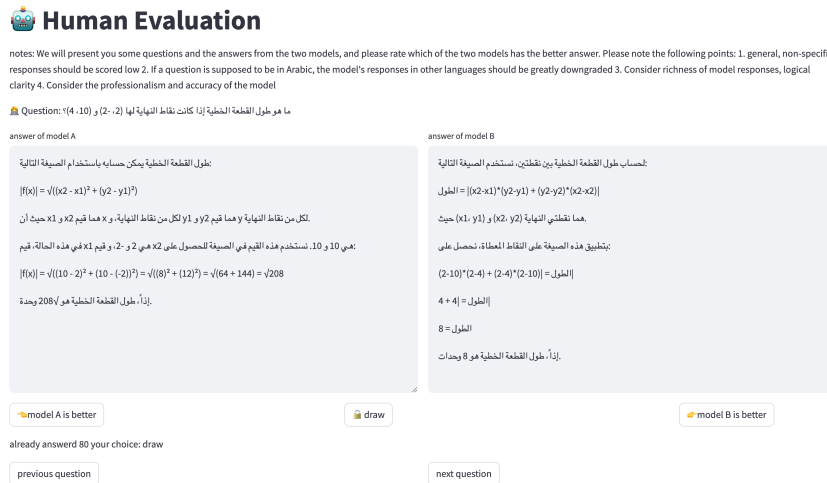 🤖 Human Evaluation
notes: We will present you some questions and the answers from the two models, and please rate which of the two models has the better answer. Please note the following points: 1. general, non-specifi
responses should be scored low 2. If a question is supposed to be in Arabic, the model's responses in other languages should be greatly downgraded 3. Consider richness of model responses, logical
clarity 4. Consider the professionalism and accuracy of the model
Question: ما هو طول القطعة الخطية إذا كانت نقاط النهاية لها (2، -2) و (10، 4)؟
answer of model A
طول القطعة الخطية يمكن حسابه باستخدام الصيغة التالية:
|f(x)| = √((x2 - x1)² + (y2 - y1)²)
حيث أن x1 و x2 هما قيم x لكل من نقاط النهاية، و y1 و y2 هما قيم y لكل من نقاط النهاية.
في هذه الحالة، قيم x1 هي 2 و -2، و قيم x2 هي 10 و 10. نستخدم هذه القيم في الصيغة للحصول على:
|f(x)| = √((10 - 2)² + (10 - (-2))²) = √((8)² + (12)²) = √(64 + 144) = √208
إذاً، طول القطعة الخطية هو √208 وحدة.
answer of model B
لحساب طول القطعة الخطية بين نقطتين، نستخدم الصيغة التالية:
الطول = |(x2-x1)*(y2-y1) + (y2-y2)*(x2-x2)|
حيث (x1، y1) و (x2، y2) هما نقطتي النهاية.
بتطبيق هذه الصيغة على النقاط المعطاة، نحصل على:
الطول = |(2-10)*(2-4) + (2-4)*(2-10)|
الطول = |4 + 4|
الطول = 8
إذاً، طول القطعة الخطية هو 8 وحدات.
👈model A is better
draw
👉model B is better
already answerd 80 your choice: draw
previous question
next question